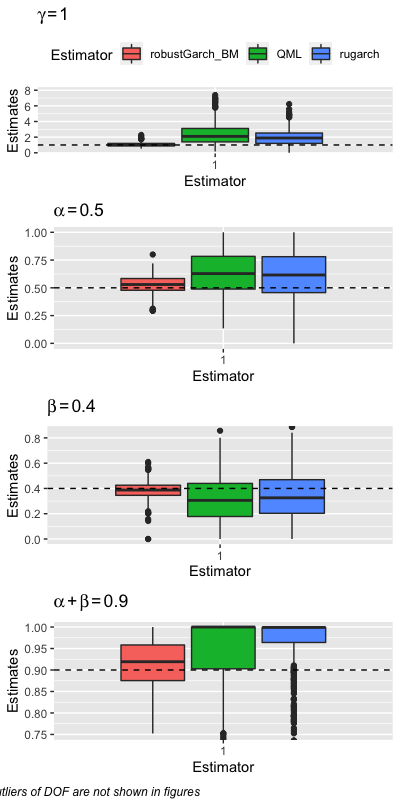 γ = 1
Estimator robustGarch_BM QML rugarch
Estimates
8
6
4
2
0
1
Estimator
α = 0.5
Estimates
1.00
0.75
0.50
0.25
0.00
1
Estimator
β = 0.4
Estimates
0.8
0.6
0.4
0.2
0.0
1
Estimator
α + β = 0.9
Estimates
1.00
0.95
0.90
0.85
0.80
0.75
1
Estimator
of DOF are not shown in figures